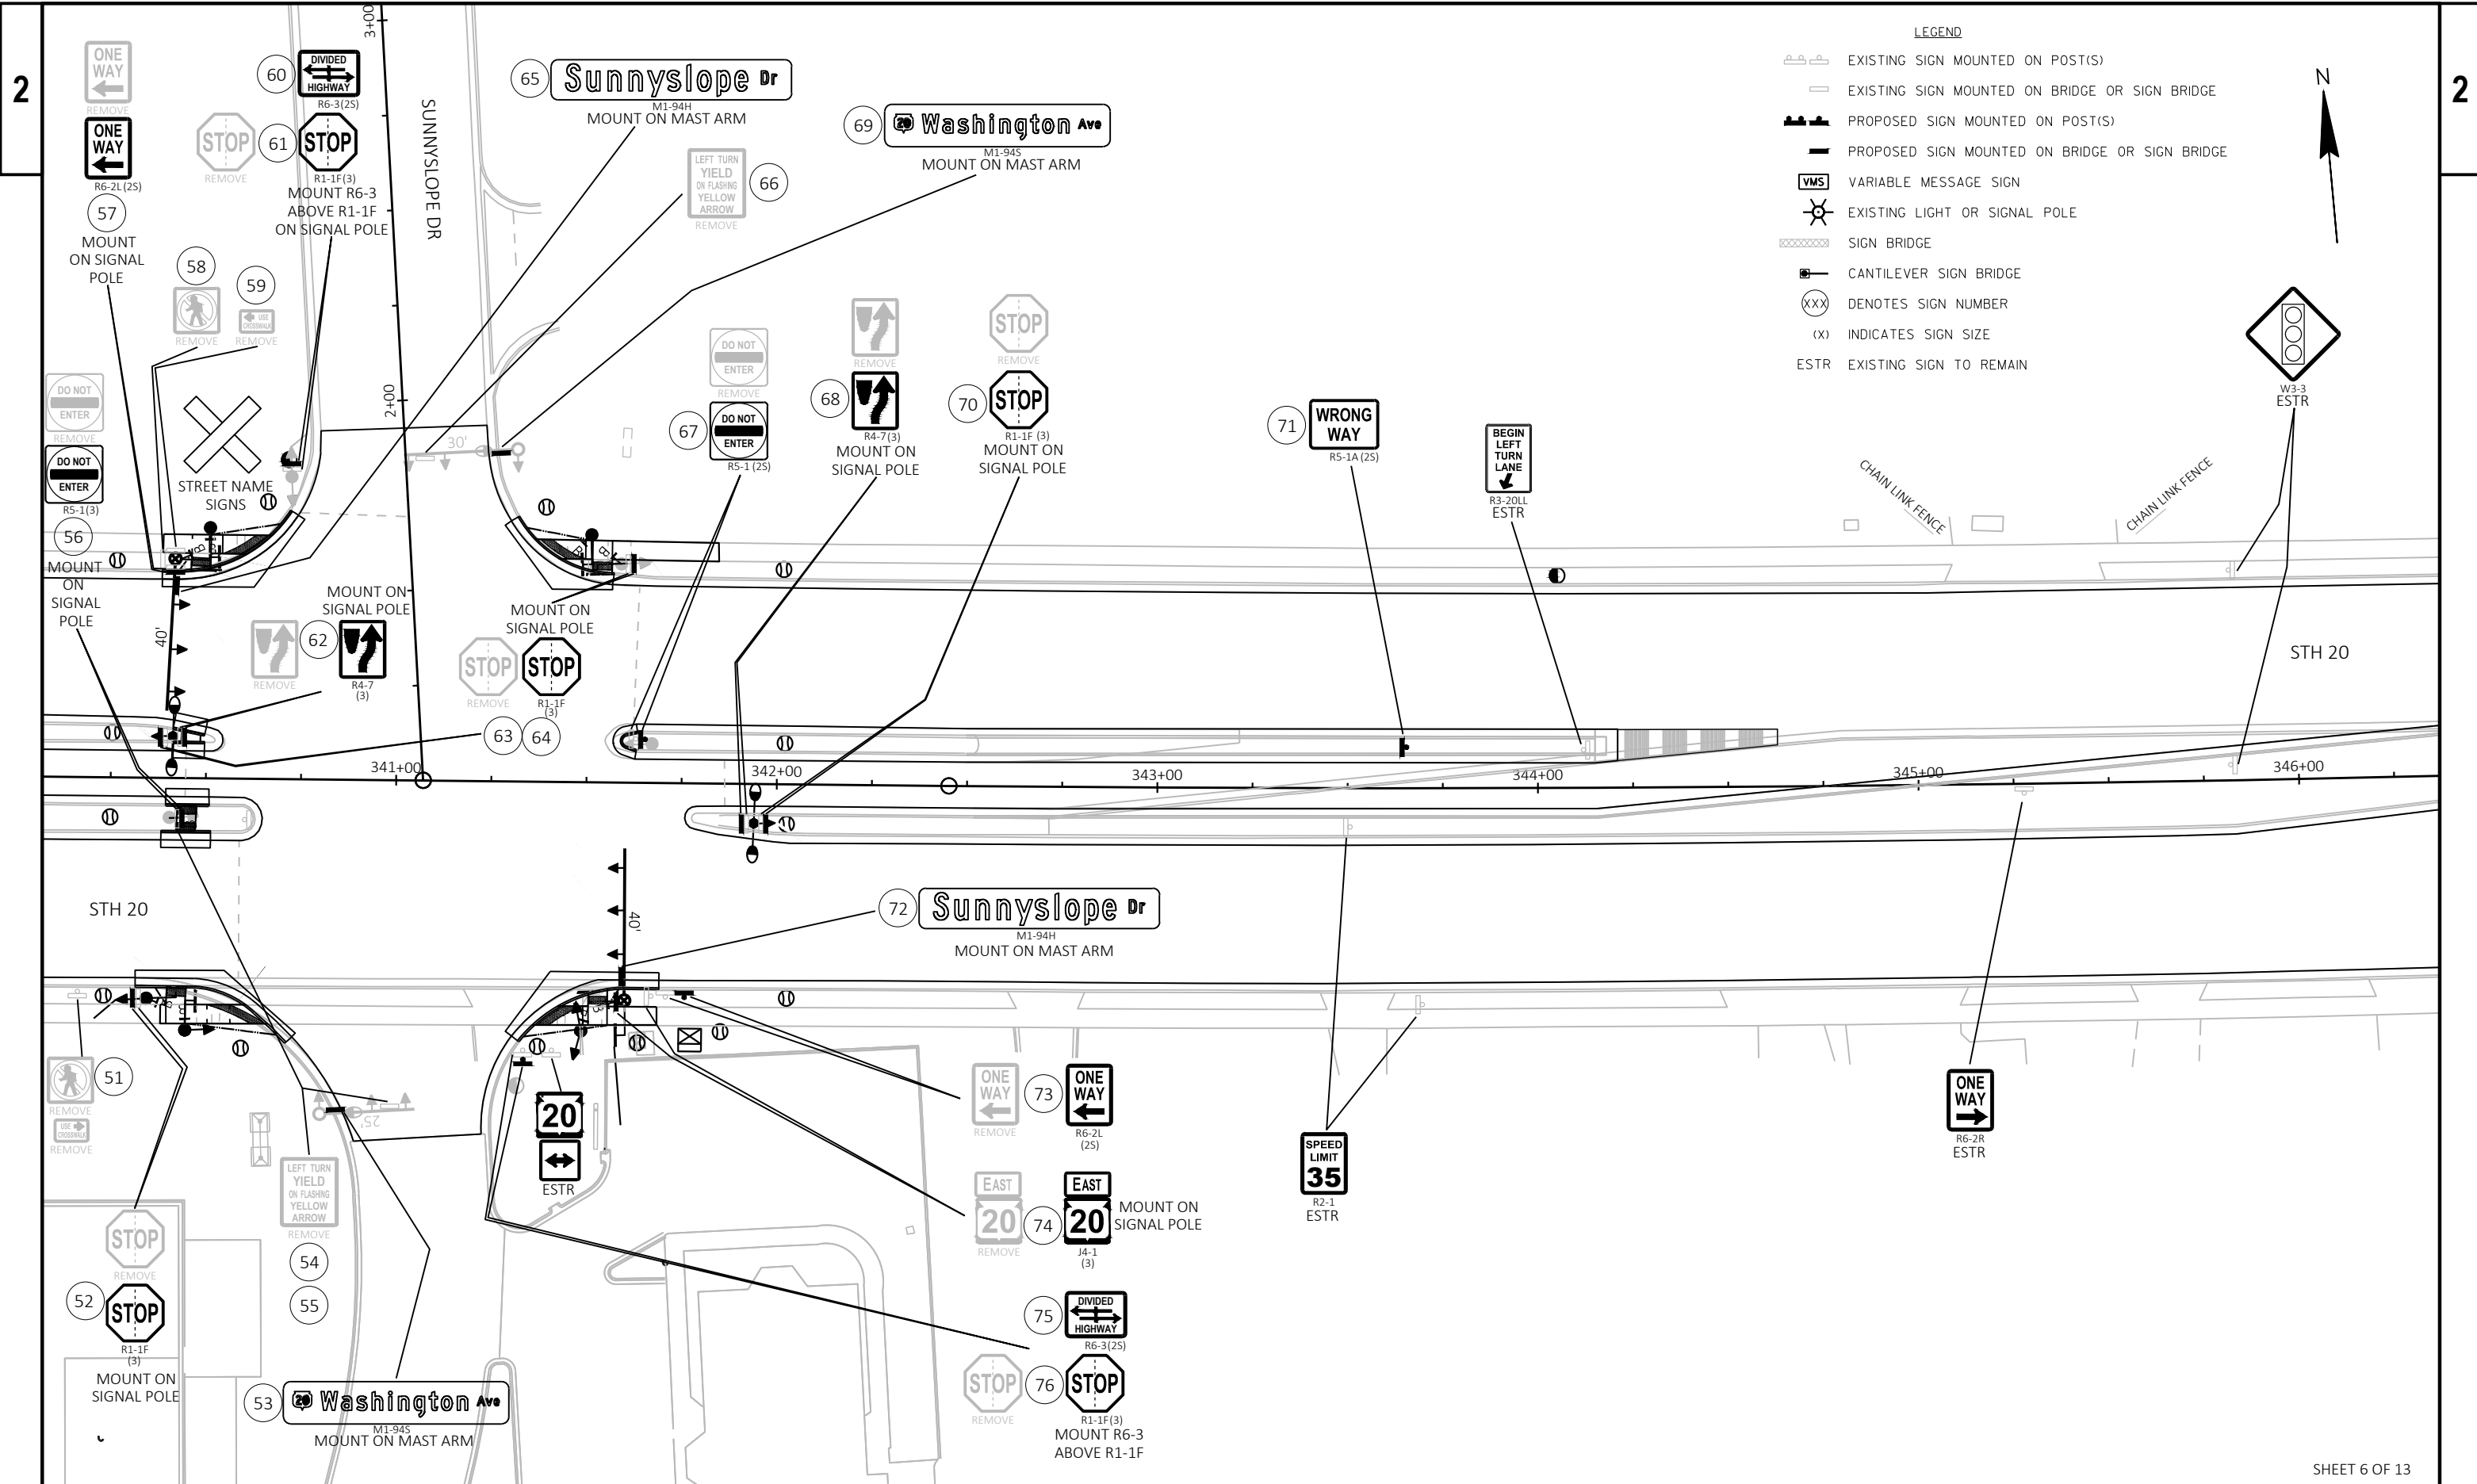 2
2
ONE
WAY
REMOVE
ONE
WAY
R6-2L (2S)
57
MOUNT
ON SIGNAL
POLE
60
DIVIDED
HIGHWAY
R6-3(2S)
STOP
REMOVE
61
STOP
R1-1F(3)
MOUNT R6-3
ABOVE R1-1F
ON SIGNAL POLE
3+00
SUNNYSLOPE DR
2+00
65
Sunnyslope Dr
M1-94H
MOUNT ON MAST ARM
69
20 Washington Ave
M1-94S
MOUNT ON MAST ARM
LEFT TURN
YIELD
ON FLASHING
YELLOW
ARROW
REMOVE
66
LEGEND
EXISTING SIGN MOUNTED ON POST(S)
EXISTING SIGN MOUNTED ON BRIDGE OR SIGN BRIDGE
PROPOSED SIGN MOUNTED ON POST(S)
PROPOSED SIGN MOUNTED ON BRIDGE OR SIGN BRIDGE
VMS VARIABLE MESSAGE SIGN
EXISTING LIGHT OR SIGNAL POLE
SIGN BRIDGE
CANTILEVER SIGN BRIDGE
XXX DENOTES SIGN NUMBER
(X) INDICATES SIGN SIZE
ESTR EXISTING SIGN TO REMAIN
N
58
REMOVE
59
USE
CROSSWALK
REMOVE
DO NOT
ENTER
REMOVE
DO NOT
ENTER
R5-1(3)
56
MOUNT
ON
SIGNAL
POLE
STREET NAME
SIGNS
30'
DO NOT
ENTER
REMOVE
67
DO NOT
ENTER
R5-1 (2S)
REMOVE
68
R4-7(3)
MOUNT ON
SIGNAL POLE
STOP
REMOVE
70
STOP
R1-1F (3)
MOUNT ON
SIGNAL POLE
71
WRONG
WAY
R5-1A (2S)
BEGIN
LEFT
TURN
LANE
R3-20LL
ESTR
CHAIN LINK FENCE
CHAIN LINK FENCE
W3-3
ESTR
B
B
40'
MOUNT ON
SIGNAL POLE
REMOVE
62
R4-7
(3)
MOUNT ON
SIGNAL POLE
STOP
REMOVE
STOP
R1-1F
(3)
63
64
STH 20
341+00
342+00
343+00
344+00
345+00
346+00
STH 20
40'
72
Sunnyslope Dr
M1-94H
MOUNT ON MAST ARM
51
REMOVE
USE
CROSSWALK
REMOVE
25'
20
ESTR
ONE
WAY
REMOVE
73
ONE
WAY
R6-2L
(2S)
EAST
20
REMOVE
74
EAST
20
J4-1
(3)
MOUNT ON
SIGNAL POLE
SPEED
LIMIT
35
R2-1
ESTR
ONE
WAY
R6-2R
ESTR
STOP
REMOVE
52
STOP
R1-1F
(3)
MOUNT ON
SIGNAL POLE
LEFT TURN
YIELD
ON FLASHING
YELLOW
ARROW
REMOVE
54
55
53
20 Washington Ave
M1-94S
MOUNT ON MAST ARM
75
DIVIDED
HIGHWAY
R6-3(2S)
STOP
REMOVE
76
STOP
R1-1F(3)
MOUNT R6-3
ABOVE R1-1F
SHEET 6 OF 13